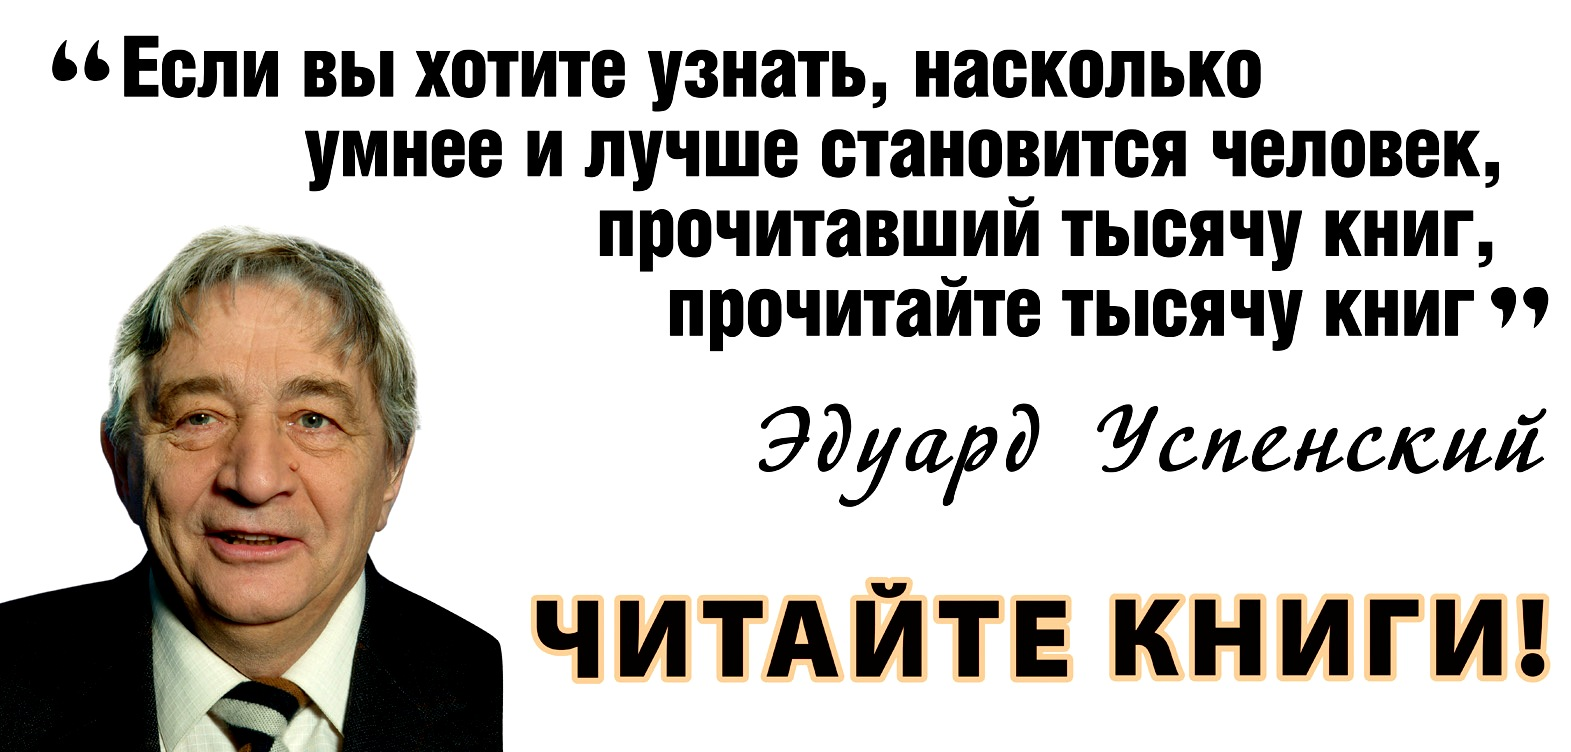 “Если вы хотите узнать, насколько
умнее и лучше становится человек,
прочитавший тысячу книг,
прочитайте тысячу книг”
Эдуард Успенский
ЧИТАЙТЕ КНИГИ!